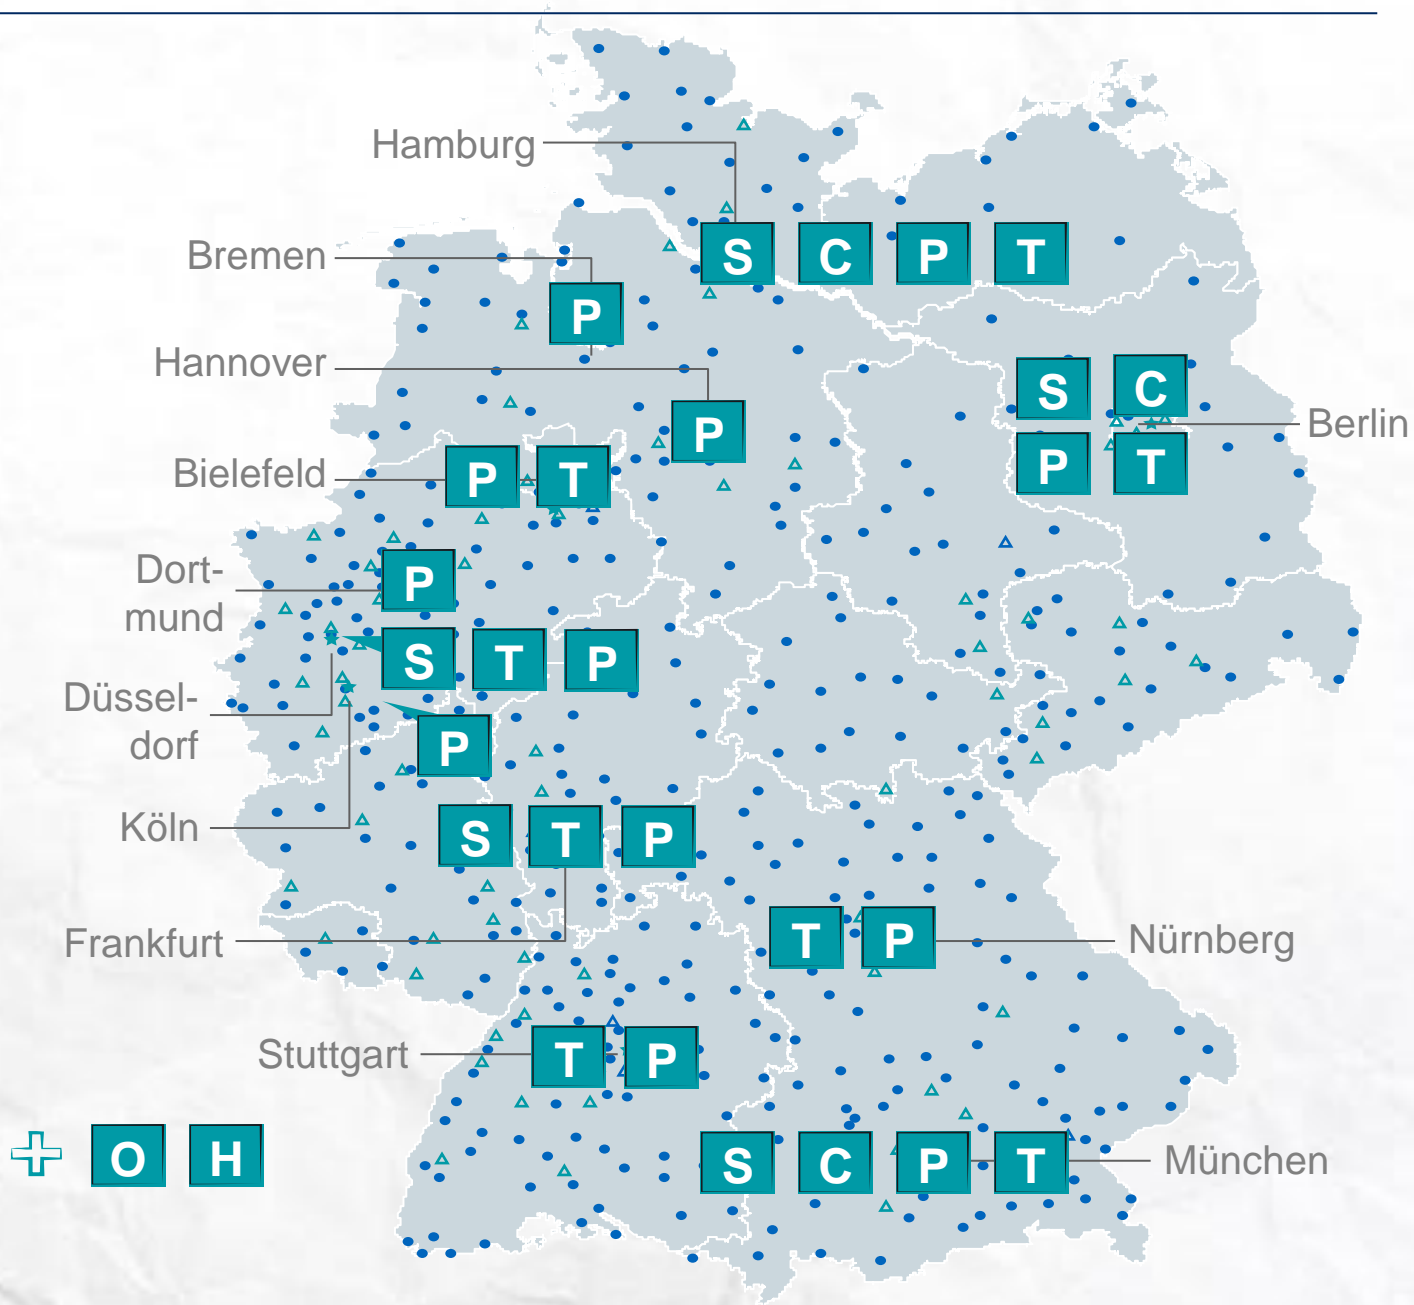 Hamburg
S C P T
Bremen
P
Hannover
P
S C
Berlin
P T
Bielefeld
P T
Dort-
mund
P
S T P
Düssel-
dorf
P
Köln
S T P
Frankfurt
T P
Nürnberg
Stuttgart
T P
O H
S C P T
München